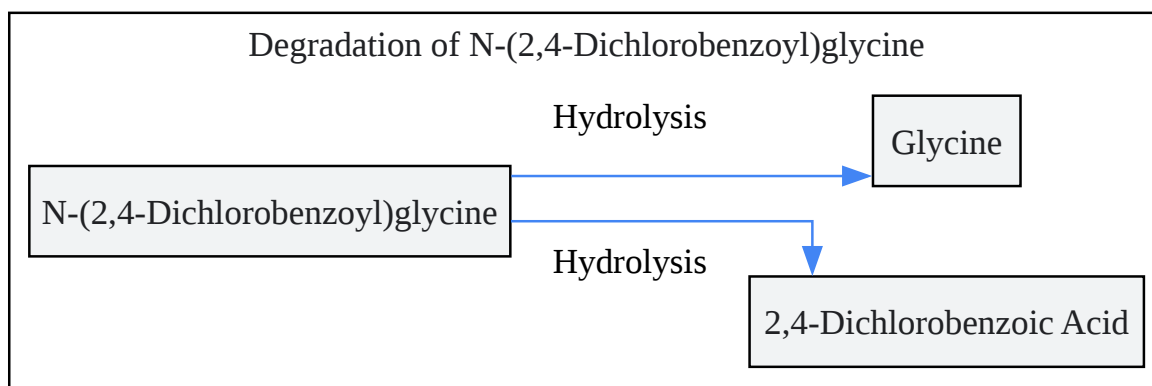 Degradation of N-(2,4-Dichlorobenzoyl)glycine
Hydrolysis
Glycine
N-(2,4-Dichlorobenzoyl)glycine
Hydrolysis
2,4-Dichlorobenzoic Acid